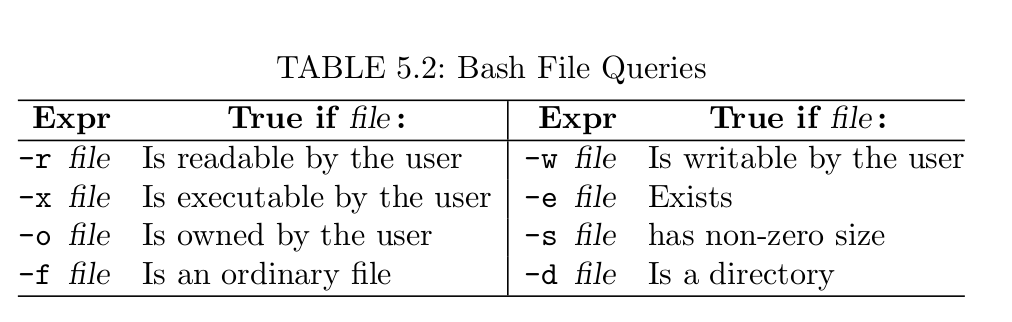 TABLE 5.2: Bash File Queries
Expr True if file: Expr True if file:
-r file Is readable by the user -w file Is writable by the user
-x file Is executable by the user -e file Exists
-o file Is owned by the user -s file has non-zero size
-f file Is an ordinary file -d file Is a directory